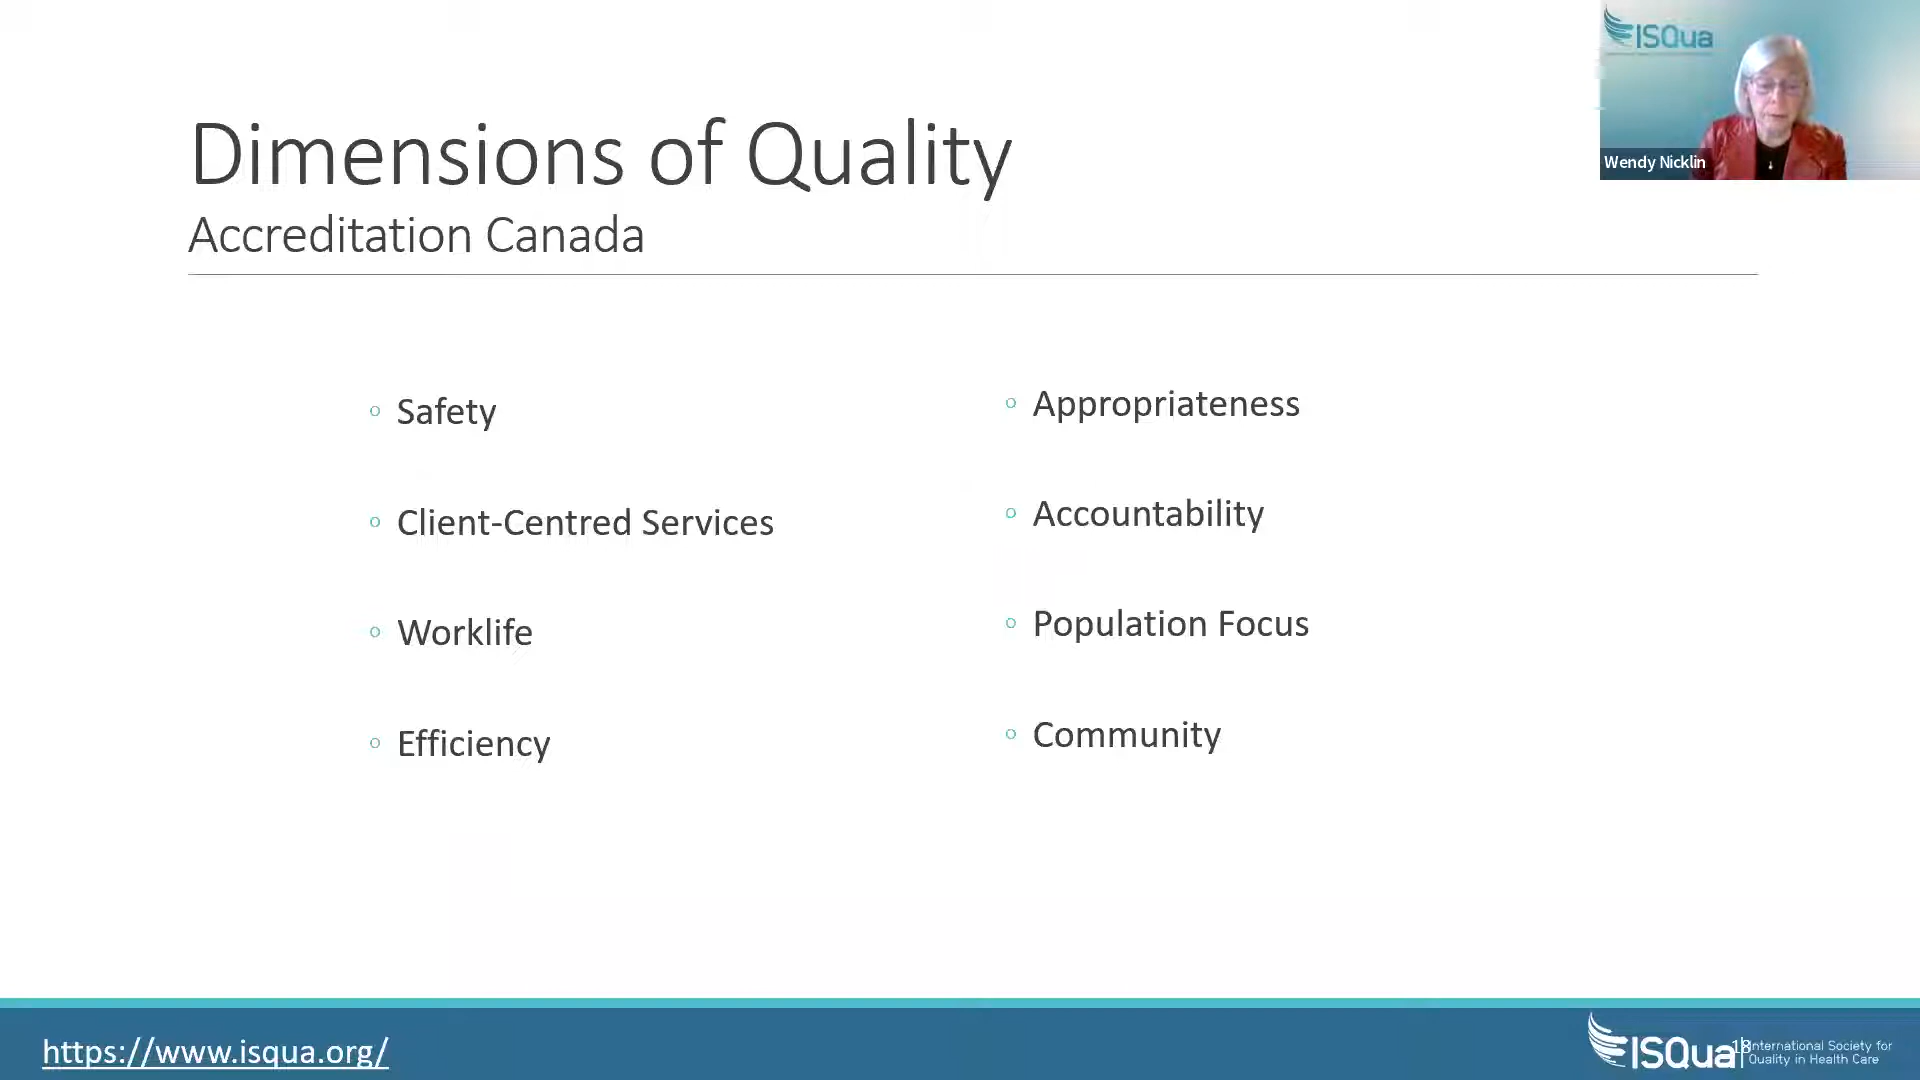 ISQua
Wendy Nicklin
Dimensions of Quality
Accreditation Canada
◦ Safety
◦ Client-Centred Services
◦ Worklife
◦ Efficiency
◦ Appropriateness
◦ Accountability
◦ Population Focus
◦ Community
https://www.isqua.org/
ISQua
18
International Society for
Quality in Health Care